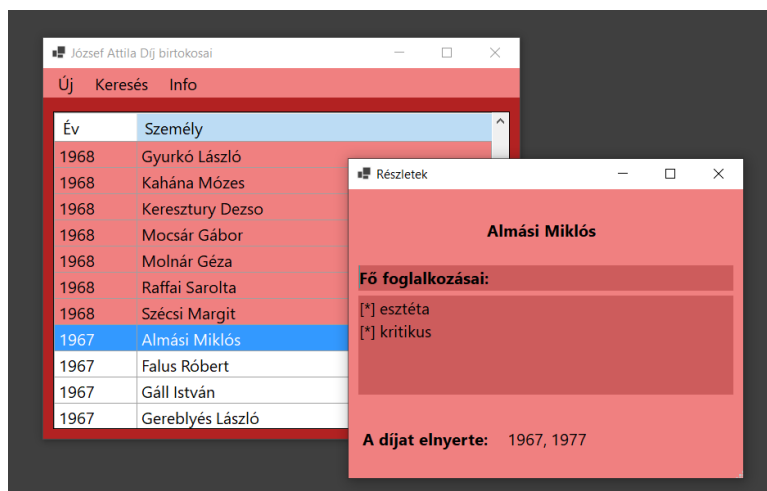 József Attila Díj birtokosai
Új Keresés Info
Év Személy
1968 Gyurkó László
1968 Kahána Mózes
1968 Keresztury Dezso
1968 Mocsár Gábor
1968 Molnár Géza
1968 Raffai Sarolta
1968 Szécsi Margit
1967 Almási Miklós
1967 Falus Róbert
1967 Gáll István
1967 Gereblyés László
Részletek
Almási Miklós
Fő foglalkozásai:
[*] esztéta
[*] kritikus
A díjat elnyerte: 1967, 1977